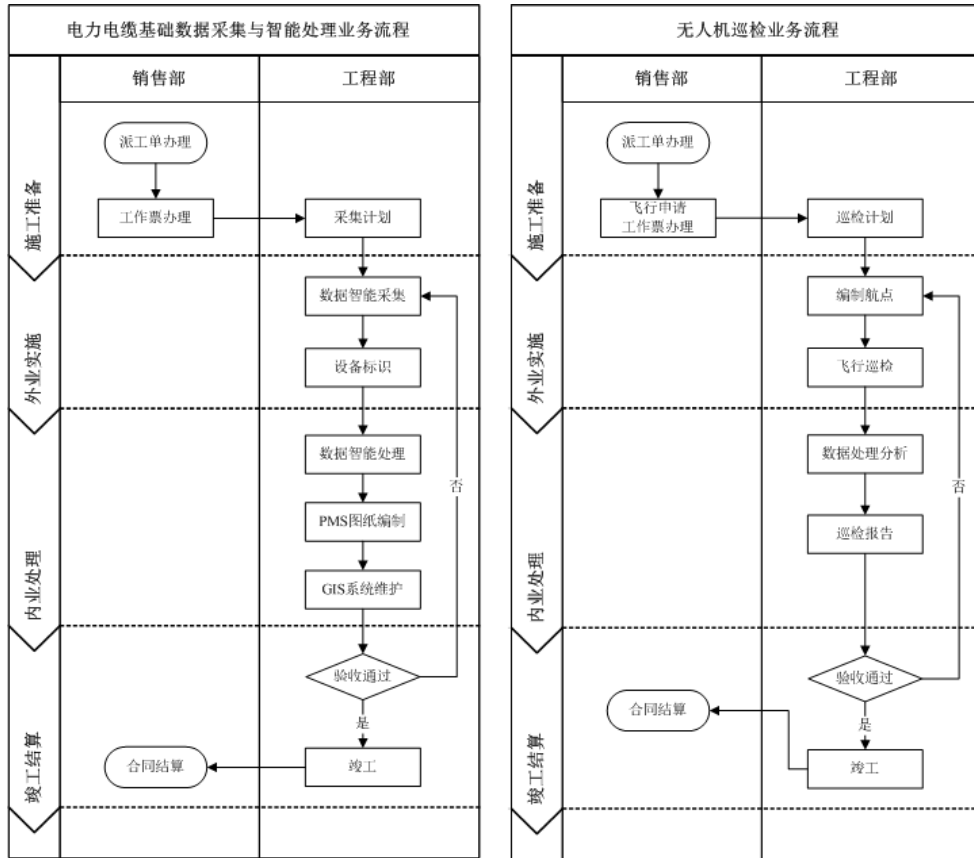 电力电缆基础数据采集与智能处理业务流程
销售部
工程部
施工准备
派工单办理
工作票办理
采集计划
外业实施
数据智能采集
设备标识
内业处理
数据智能处理
否
PMS图纸编制
GIS系统维护
竣工结算
验收通过
是
合同结算
竣工
无人机巡检业务流程
销售部
工程部
施工准备
派工单办理
飞行申请
工作票办理
巡检计划
外业实施
编制航点
飞行巡检
内业处理
数据处理分析
否
巡检报告
竣工结算
验收通过
合同结算
是
竣工